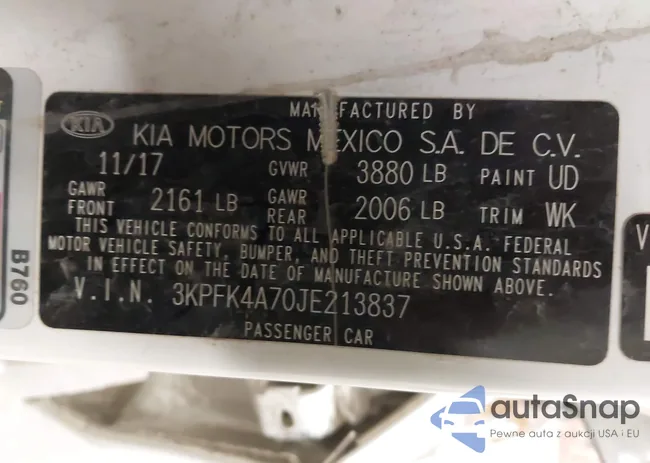 MANUFACTURED BY
KIA
KIA MOTORS MEXICO S.A. DE C.V.
11/17 GVWR 3880 LB PAINT UD
GAWR FRONT 2161 LB GAWR REAR 2006 LB TRIM WK
THIS VEHICLE CONFORMS TO ALL APPLICABLE U.S.A. FEDERAL
MOTOR VEHICLE SAFETY, BUMPER, AND THEFT PREVENTION STANDARDS
IN EFFECT ON THE DATE OF MANUFACTURE SHOWN ABOVE.
V.I.N. 3KPFK4A70JE213837
PASSENGER CAR
B760
V
autaSnap
Pewne auta z aukcji USA i EU